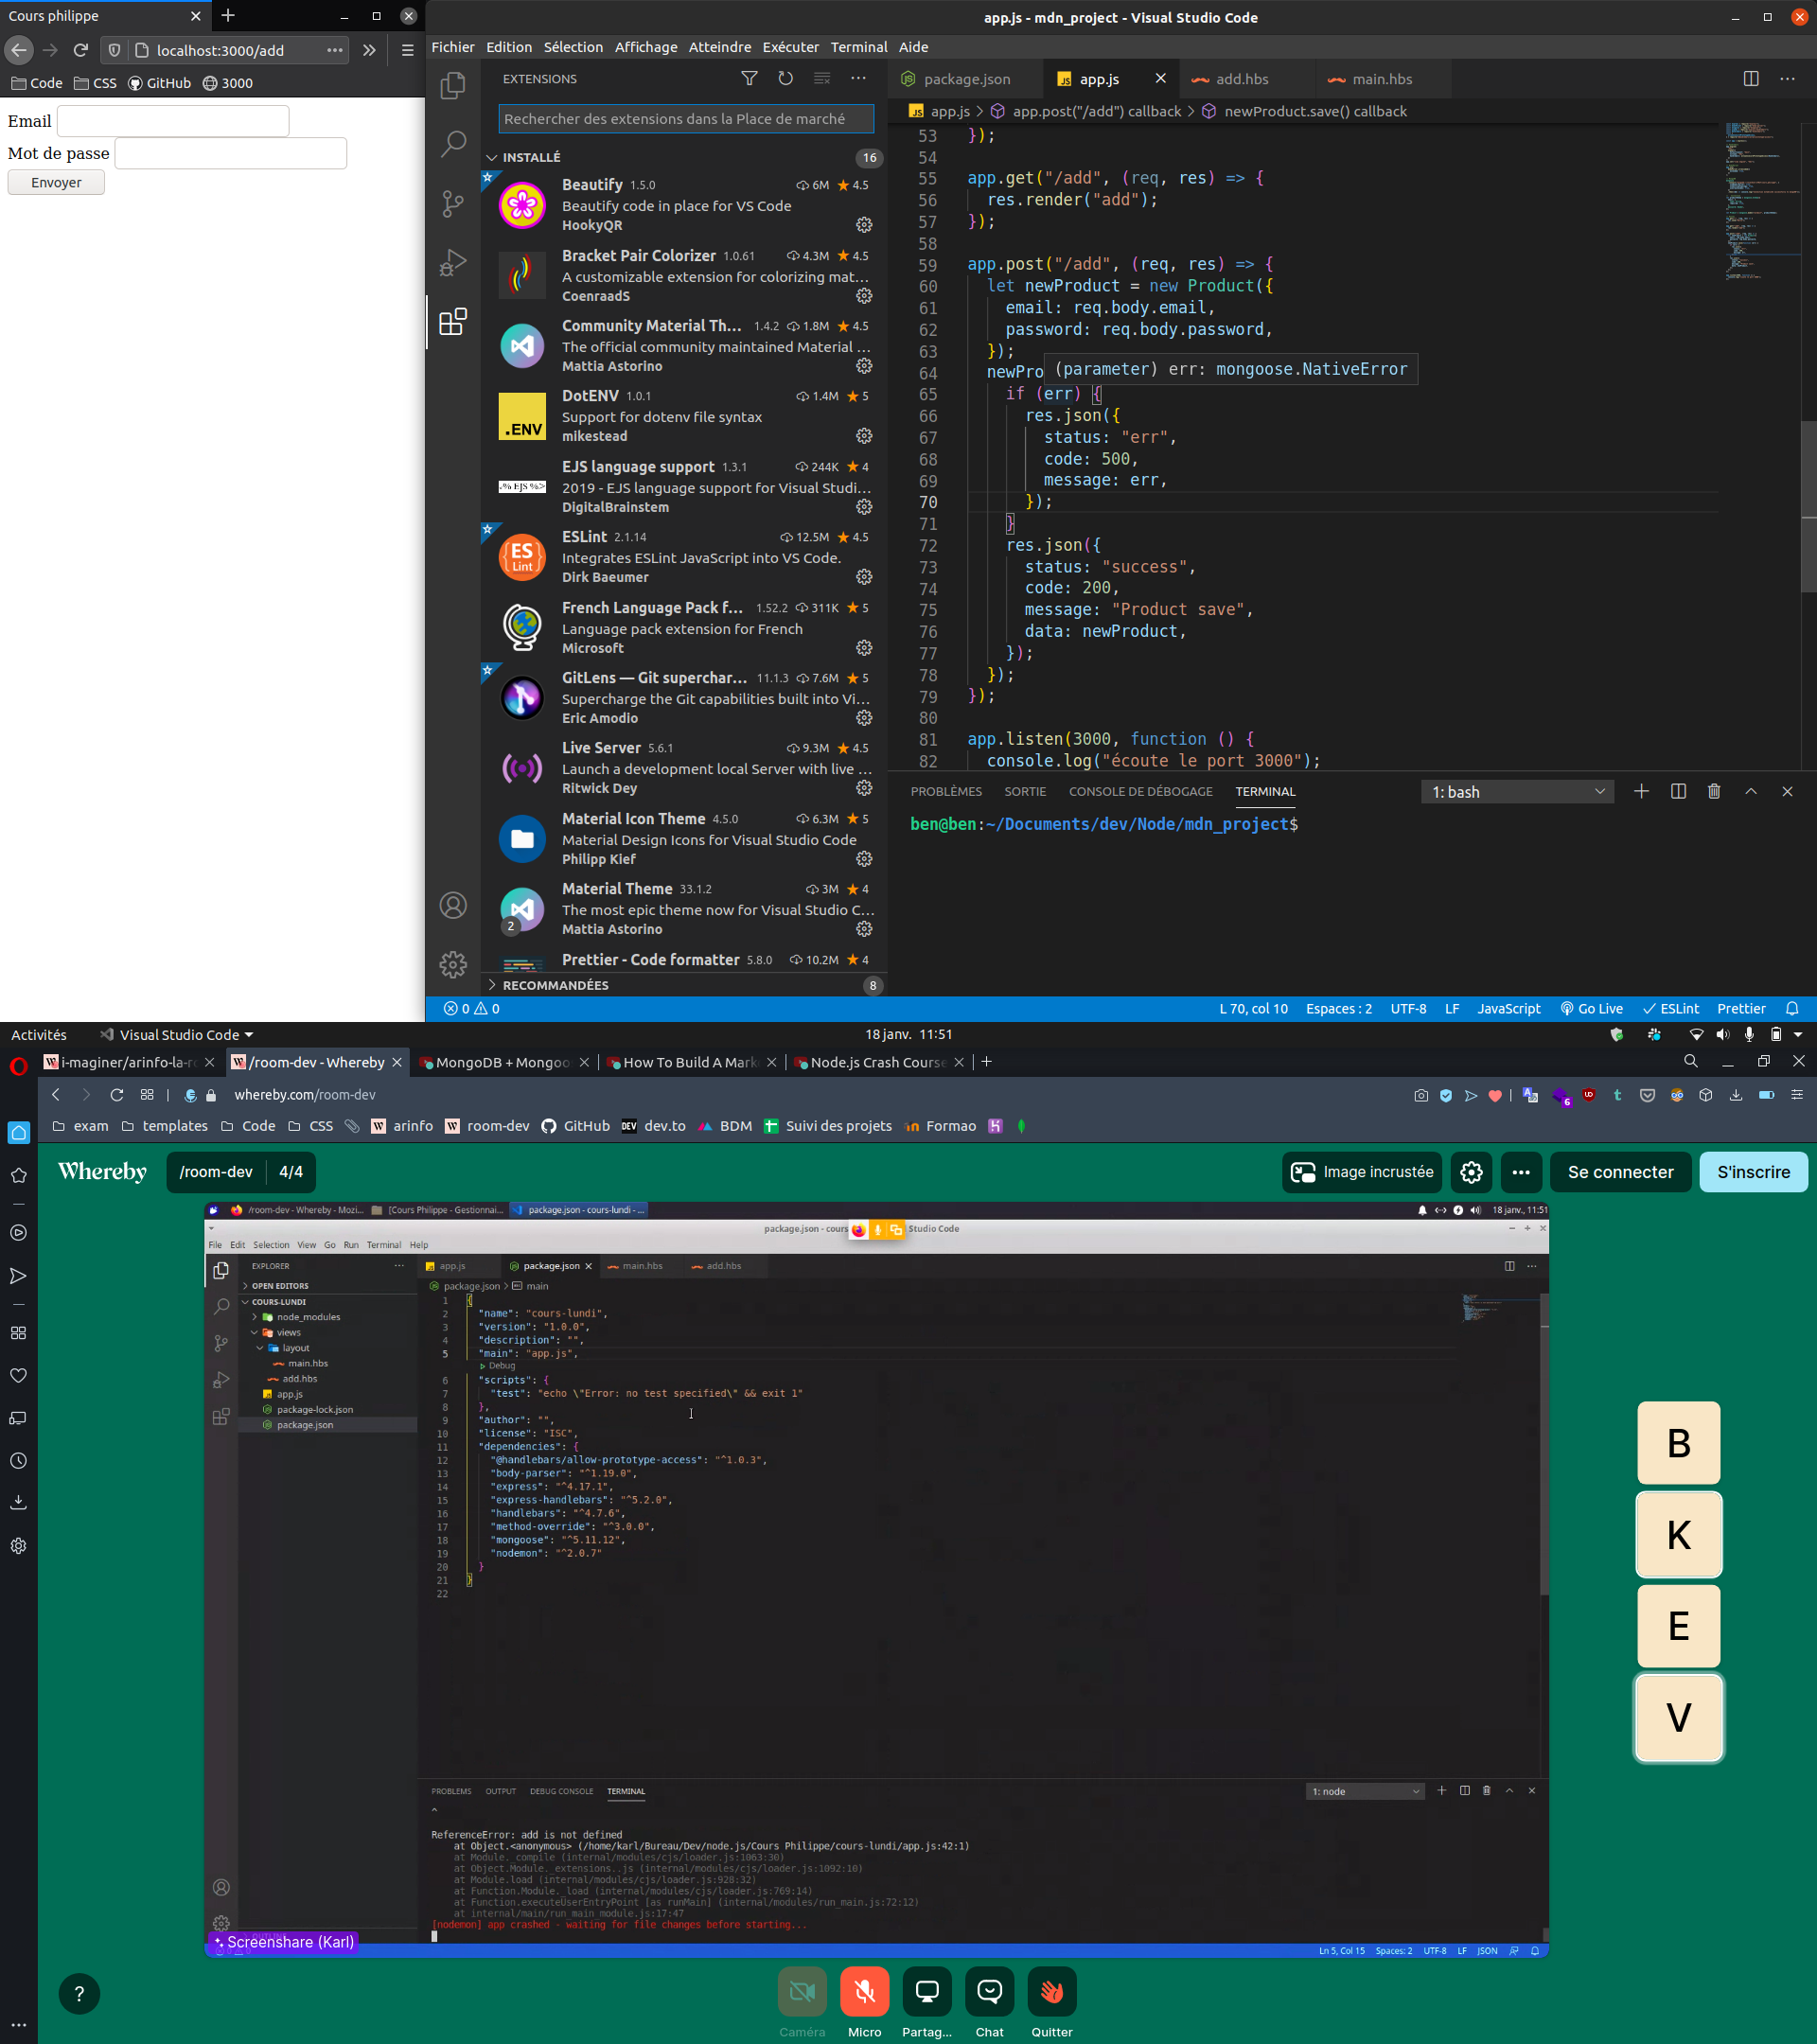 Cours philippe
localhost:3000/add
Code CSS GitHub 3000
Email
Mot de passe
Envoyer
app.js - mdn_project - Visual Studio Code
Fichier Edition Sélection Affichage Atteindre Exécuter Terminal Aide
EXTENSIONS
Rechercher des extensions dans la Place de marché
INSTALLÉ 16
Beautify 1.5.0 6M 4.5
Beautify code in place for VS Code
HookyQR
Bracket Pair Colorizer 1.0.61 4.3M 4.5
A customizable extension for colorizing mat...
CoenraadS
Community Material Th... 1.4.2 1.8M 4.5
The official community maintained Material ...
Mattia Astorino
.ENV
DotENV 1.0.1 1.4M 5
Support for dotenv file syntax
mikestead
<% EJS %>
EJS language support 1.3.1 244K 4
2019 - EJS language support for Visual Studi...
DigitalBrainstem
ES Lint
ESLint 2.1.14 12.5M 4.5
Integrates ESLint JavaScript into VS Code.
Dirk Baeumer
French Language Pack f... 1.52.2 311K 5
Language pack extension for French
Microsoft
GitLens — Git superchar... 11.1.3 7.6M 5
Supercharge the Git capabilities built into Vi...
Eric Amodio
Live Server 5.6.1 9.3M 4.5
Launch a development local Server with live ...
Ritwick Dey
Material Icon Theme 4.5.0 6.3M 5
Material Design Icons for Visual Studio Code
Philipp Kief
Material Theme 33.1.2 3M 4
The most epic theme now for Visual Studio C...
2
Mattia Astorino
Prettier - Code formatter 5.8.0 10.2M 4
RECOMMANDÉES 8
package.json app.js add.hbs main.hbs
app.js > app.post("/add") callback > newProduct.save() callback
53 });
54
55 app.get("/add", (req, res) => {
56 res.render("add");
57 });
58
59 app.post("/add", (req, res) => {
60 let newProduct = new Product({
61 email: req.body.email,
62 password: req.body.password,
63 });
(parameter) err: mongoose.NativeError
64 newPro
65 if (err) {
66 res.json({
67 status: "err",
68 code: 500,
69 message: err,
70 });
71 }
72 res.json({
73 status: "success",
74 code: 200,
75 message: "Product save",
76 data: newProduct,
77 });
78 });
79 });
80
81 app.listen(3000, function () {
82 console.log("écoute le port 3000");
PROBLÈMES SORTIE CONSOLE DE DÉBOGAGE TERMINAL 1: bash
ben@ben:~/Documents/dev/Node/mdn_project$
0 0 L 70, col 10 Espaces : 2 UTF-8 LF JavaScript Go Live ESLint Prettier
Activités Visual Studio Code 18 janv. 11:51
i-maginer/arinfo-la-ro /room-dev - Whereby MongoDB + Mongoo How To Build A Mark Node.js Crash Course
whereby.com/room-dev
6
exam templates Code CSS arinfo room-dev GitHub DEV dev.to BDM Suivi des projets Formao
Whereby /room-dev 4/4 Image incrustée Se connecter S'inscrire
/room-dev - Whereby - Mozi... [Cours Philippe - Gestionnai... package.json - cours-lundi - ... 18 janv., 11:51
package.json - cours Studio Code
File Edit Selection View Go Run Terminal Help
EXPLORER
OPEN EDITORS
COURS-LUNDI
node_modules
views
layout
main.hbs
add.hbs
app.js
package-lock.json
package.json
app.js package.json main.hbs add.hbs
package.json > main
1 {
2 "name": "cours-lundi",
3 "version": "1.0.0",
4 "description": "",
5 "main": "app.js",
Debug
6 "scripts": {
7 "test": "echo \"Error: no test specified\" && exit 1"
8 },
9 "author": "",
10 "license": "ISC",
11 "dependencies": {
12 "@handlebars/allow-prototype-access": "^1.0.3",
13 "body-parser": "^1.19.0",
14 "express": "^4.17.1",
15 "express-handlebars": "^5.2.0",
16 "handlebars": "^4.7.6",
17 "method-override": "^3.0.0",
18 "mongoose": "^5.11.12",
19 "nodemon": "^2.0.7"
20 }
21 }
22
PROBLEMS OUTPUT DEBUG CONSOLE TERMINAL 1: node
^
ReferenceError: add is not defined
at Object.<anonymous> (/home/karl/Bureau/Dev/node.js/Cours Philippe/cours-lundi/app.js:42:1)
at Module._compile (internal/modules/cjs/loader.js:1063:30)
at Object.Module._extensions..js (internal/modules/cjs/loader.js:1092:10)
at Module.load (internal/modules/cjs/loader.js:928:32)
at Function.Module._load (internal/modules/cjs/loader.js:769:14)
at Function.executeUserEntryPoint [as runMain] (internal/modules/run_main.js:72:12)
at internal/main/run_main_module.js:17:47
[nodemon] app crashed - waiting for file changes before starting...
Screenshare (Karl)
Ln 5, Col 15 Spaces: 2 UTF-8 LF JSON
B
K
E
V
?
Caméra Micro Partag... Chat Quitter